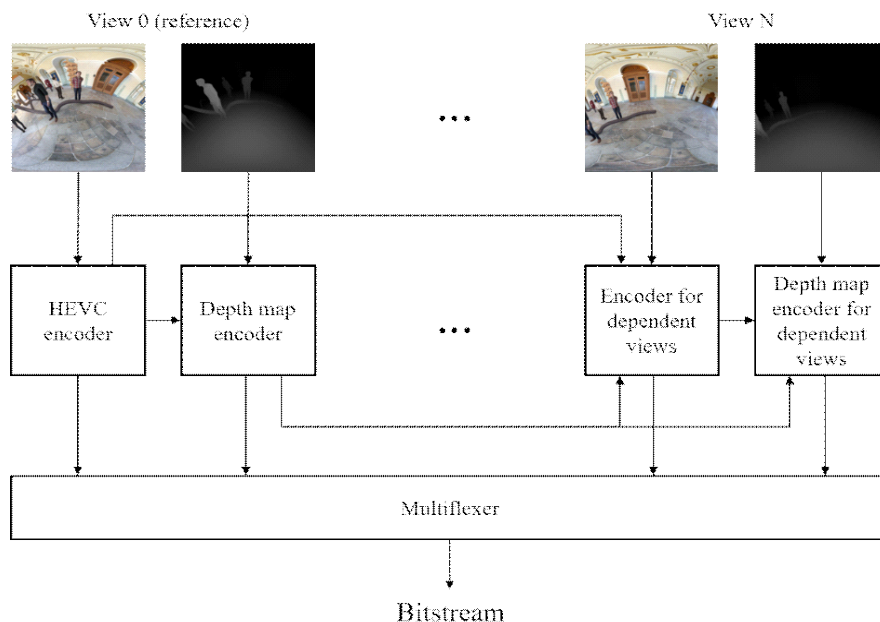 View 0 (reference)
View N
HEVC
encoder
Depth map
encoder
Encoder for
dependent
views
Depth map
encoder for
dependent
views
Multiflexer
Bitstream